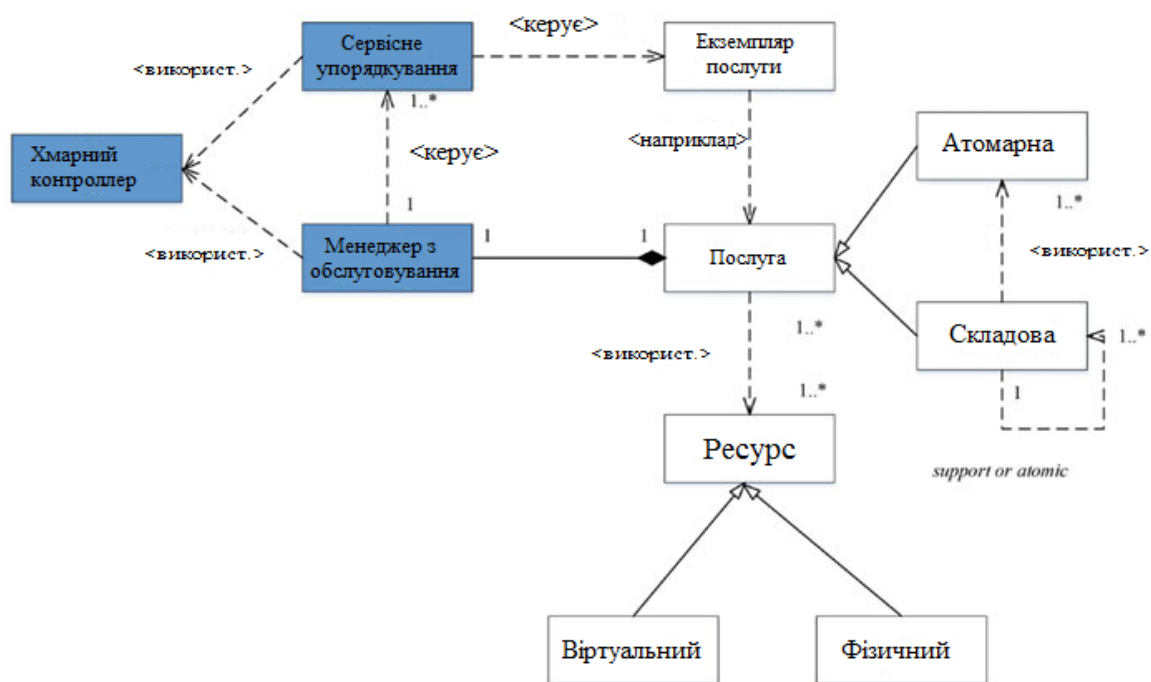 <керує>
Сервісне
упорядкування
Екземпляр
послуги
<використ.>
1..*
<наприклад>
Атомарна
Хмарний
контроллер
<керує>
1..*
1
<використ.>
<використ.>
Менеджер з
обслуговування
1
1
Послуга
1..*
Складова
1..*
<використ.>
1
1..*
Ресурс
support or atomic
Віртуальний
Фізичний